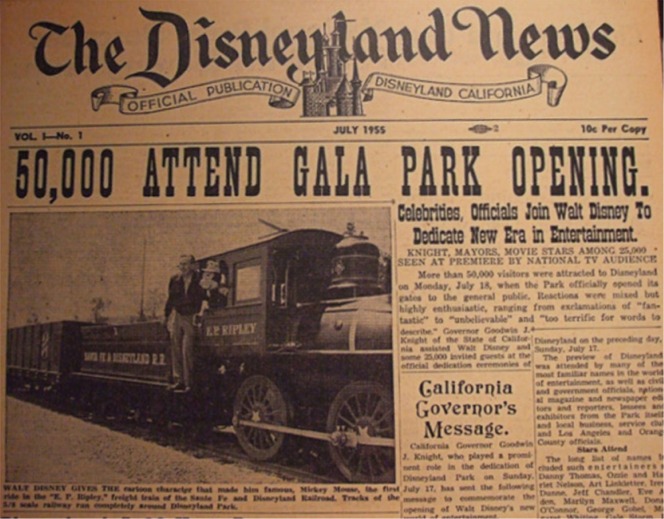 The Disneyland News
OFFICIAL PUBLICATION
DISNEYLAND CALIFORNIA
VOL. I—No. 1
JULY 1955
10c Per Copy
50,000 ATTEND GALA PARK OPENING.
Celebrities, Officials Join Walt Disney To
Dedicate New Era in Entertainment.
KNIGHT, MAYORS, MOVIE STARS AMONG 25,000
SEEN AT PREMIERE BY NATIONAL TV AUDIENCE
More than 50,000 visitors were attracted to Disneyland
on Monday, July 18, when the Park officially opened its
gates to the general public. Reactions were mixed but
highly enthusiastic, ranging from exclamations of "fan-
tastic" to "unbelievable" and "too terrific for words to
describe." Governor Goodwin J.
Knight of the State of Califor-
nia assisted Walt Disney and
some 25,000 invited guests at the
official dedication ceremonies of
Disneyland on the preceding day,
Sunday, July 17.
The preview of Disneyland
was attended by many of the
most familiar names in the world
of entertainment, as well as civic
and government officials, nation-
al magazine and newspaper edi-
tors and reporters, lessees and
exhibitors from the Park itself
and local business, service clubs
and Los Angeles and Orange
County officials.
Stars Attend
The long list of names in-
cluded such entertainers
Danny Thomas, Ozzie and Har-
riet Nelson, Art Linkletter, Irene
Dunne, Jeff Chandler, Eve
den, Marilyn Maxwell, Dona
O'Connor, George Gobel,
California
Governor's
Message.
California Governor Goodwin
J. Knight, who played a promi-
nent role in the dedication of
Disneyland Park on Sunday,
July 17, has sent the following
message to commemorate the
opening of Walt Disney's new
world of entertainment.
E.P. RIPLEY
SANTA FE & DISNEYLAND R.R.
WALT DISNEY GIVES THE cartoon character that made him famous, Mickey Mouse, the first
ride in the "E. P. Ripley," freight train of the Santa Fe and Disneyland Railroad. Tracks of the
5/8 scale railway run completely around Disneyland Park.